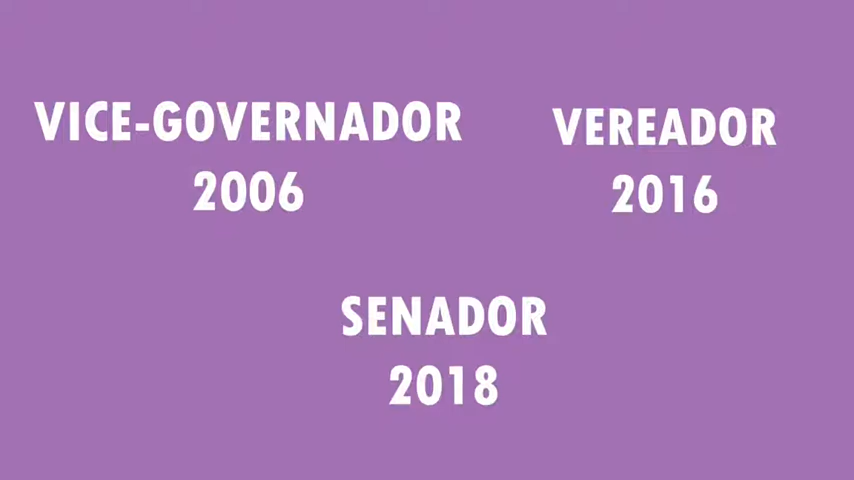 VICE-GOVERNADOR
2006
VEREADOR
2016
SENADOR
2018